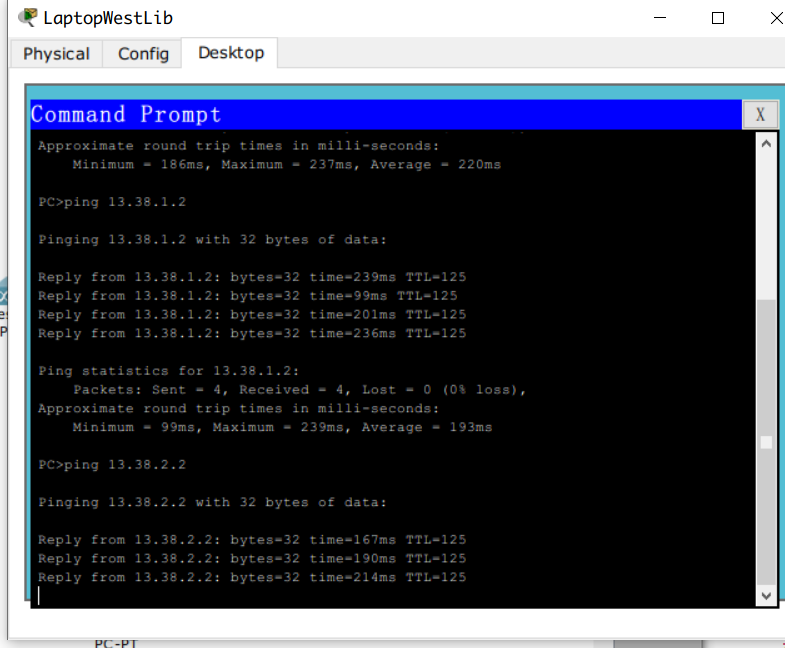 LaptopWestLib
Physical Config Desktop
Command Prompt X
Approximate round trip times in milli-seconds:
Minimum = 186ms, Maximum = 237ms, Average = 220ms
PC>ping 13.38.1.2
Pinging 13.38.1.2 with 32 bytes of data:
Reply from 13.38.1.2: bytes=32 time=239ms TTL=125
Reply from 13.38.1.2: bytes=32 time=99ms TTL=125
Reply from 13.38.1.2: bytes=32 time=201ms TTL=125
Reply from 13.38.1.2: bytes=32 time=236ms TTL=125
Ping statistics for 13.38.1.2:
Packets: Sent = 4, Received = 4, Lost = 0 (0% loss),
Approximate round trip times in milli-seconds:
Minimum = 99ms, Maximum = 239ms, Average = 193ms
PC>ping 13.38.2.2
Pinging 13.38.2.2 with 32 bytes of data:
Reply from 13.38.2.2: bytes=32 time=167ms TTL=125
Reply from 13.38.2.2: bytes=32 time=190ms TTL=125
Reply from 13.38.2.2: bytes=32 time=214ms TTL=125
PC-PT